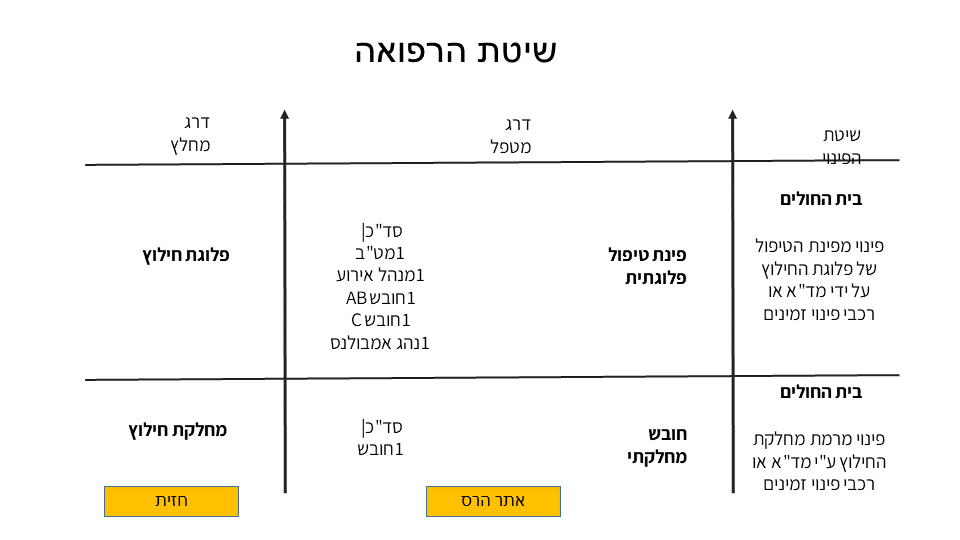 שיטת הרפואה
שיטת
הפינוי
דרג
מטפל
דרג
מחלץ
בית החולים
פינוי מפינת הטיפול
של פלוגת החילוץ
על ידי מד"א או
רכבי פינוי זמינים
פינת טיפול
פלוגתית
סד"כ|
1מט"ב
1מנהל אירוע
1חובש AB
1חובש C
1נהג אמבולנס
פלוגת חילוץ
בית החולים
פינוי מרמת מחלקת
החילוץ ע"י מד"א או
רכבי פינוי זמינים
חובש
מחלקתי
סד"כ|
1חובש
מחלקת חילוץ
אתר הרס
חזית